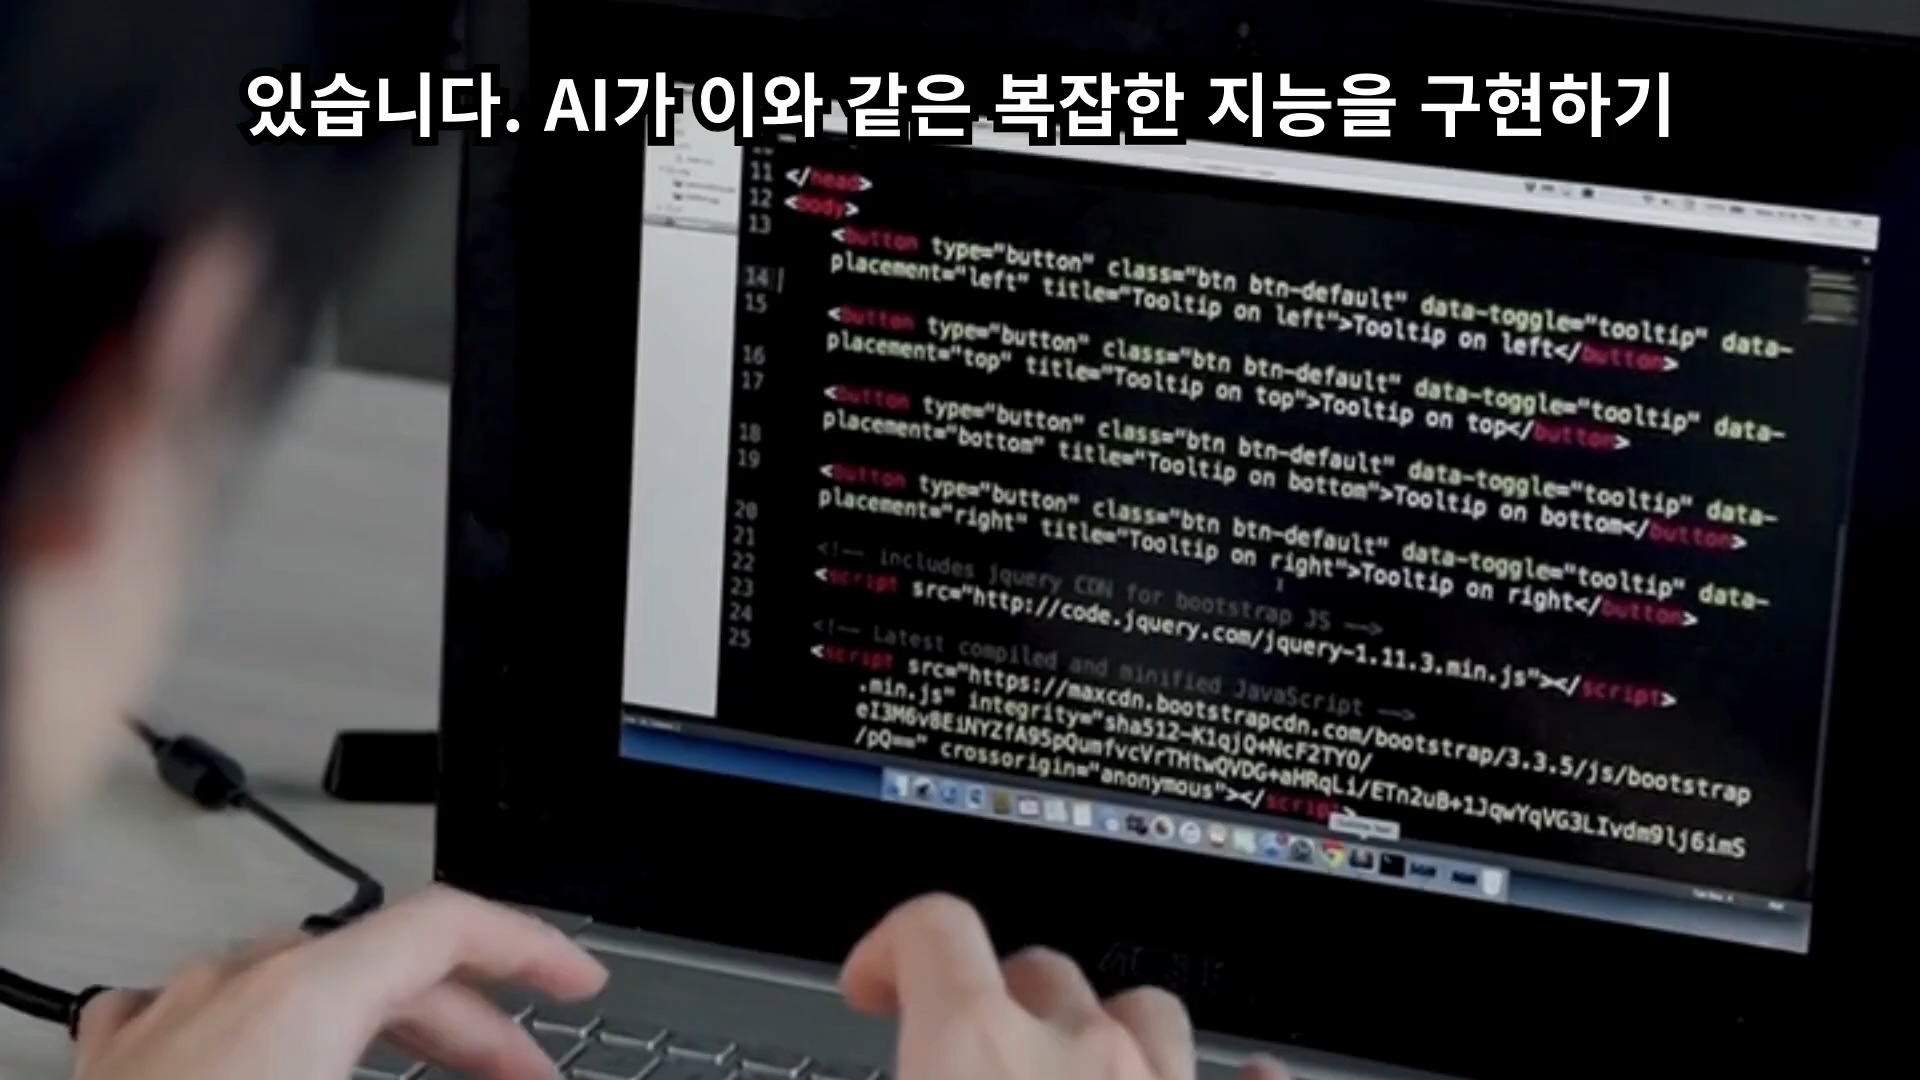 있습니다. AI가 이와 같은 복잡한 지능을 구현하기
11 </head>
12 <body>
13 <button type="button" class="btn btn-default" data-toggle="tooltip" data-
placement="left" title="Tooltip on left">Tooltip on left</button>
14
15 <button type="button" class="btn btn-default" data-toggle="tooltip" data-
placement="top" title="Tooltip on top">Tooltip on top</button>
16
17 <button type="button" class="btn btn-default" data-toggle="tooltip" data-
placement="bottom" title="Tooltip on bottom">Tooltip on bottom</button>
18
19 <button type="button" class="btn btn-default" data-toggle="tooltip" data-
placement="right" title="Tooltip on right">Tooltip on right</button>
20
21
22 <!-- includes jquery CDN for bootstrap JS -->
23 <script src="http://code.jquery.com/jquery-1.11.3.min.js"></script>
24 <!-- Latest compiled and minified JavaScript -->
25 <script src="https://maxcdn.bootstrapcdn.com/bootstrap/3.3.5/js/bootstrap
.min.js" integrity="sha512-K1qjQ+NcF2TYO/
eI3M6v8EiNYZfA95pQumfvcVrTHtwQVDG+aHRqLi/ETn2uB+1JqwYqVG3LIvdm9lj6imS
/pQ==" crossorigin="anonymous"></script>